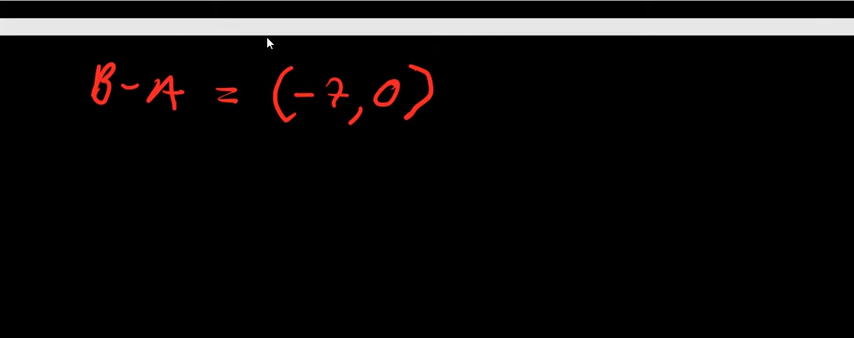 B-A = (-7,0)